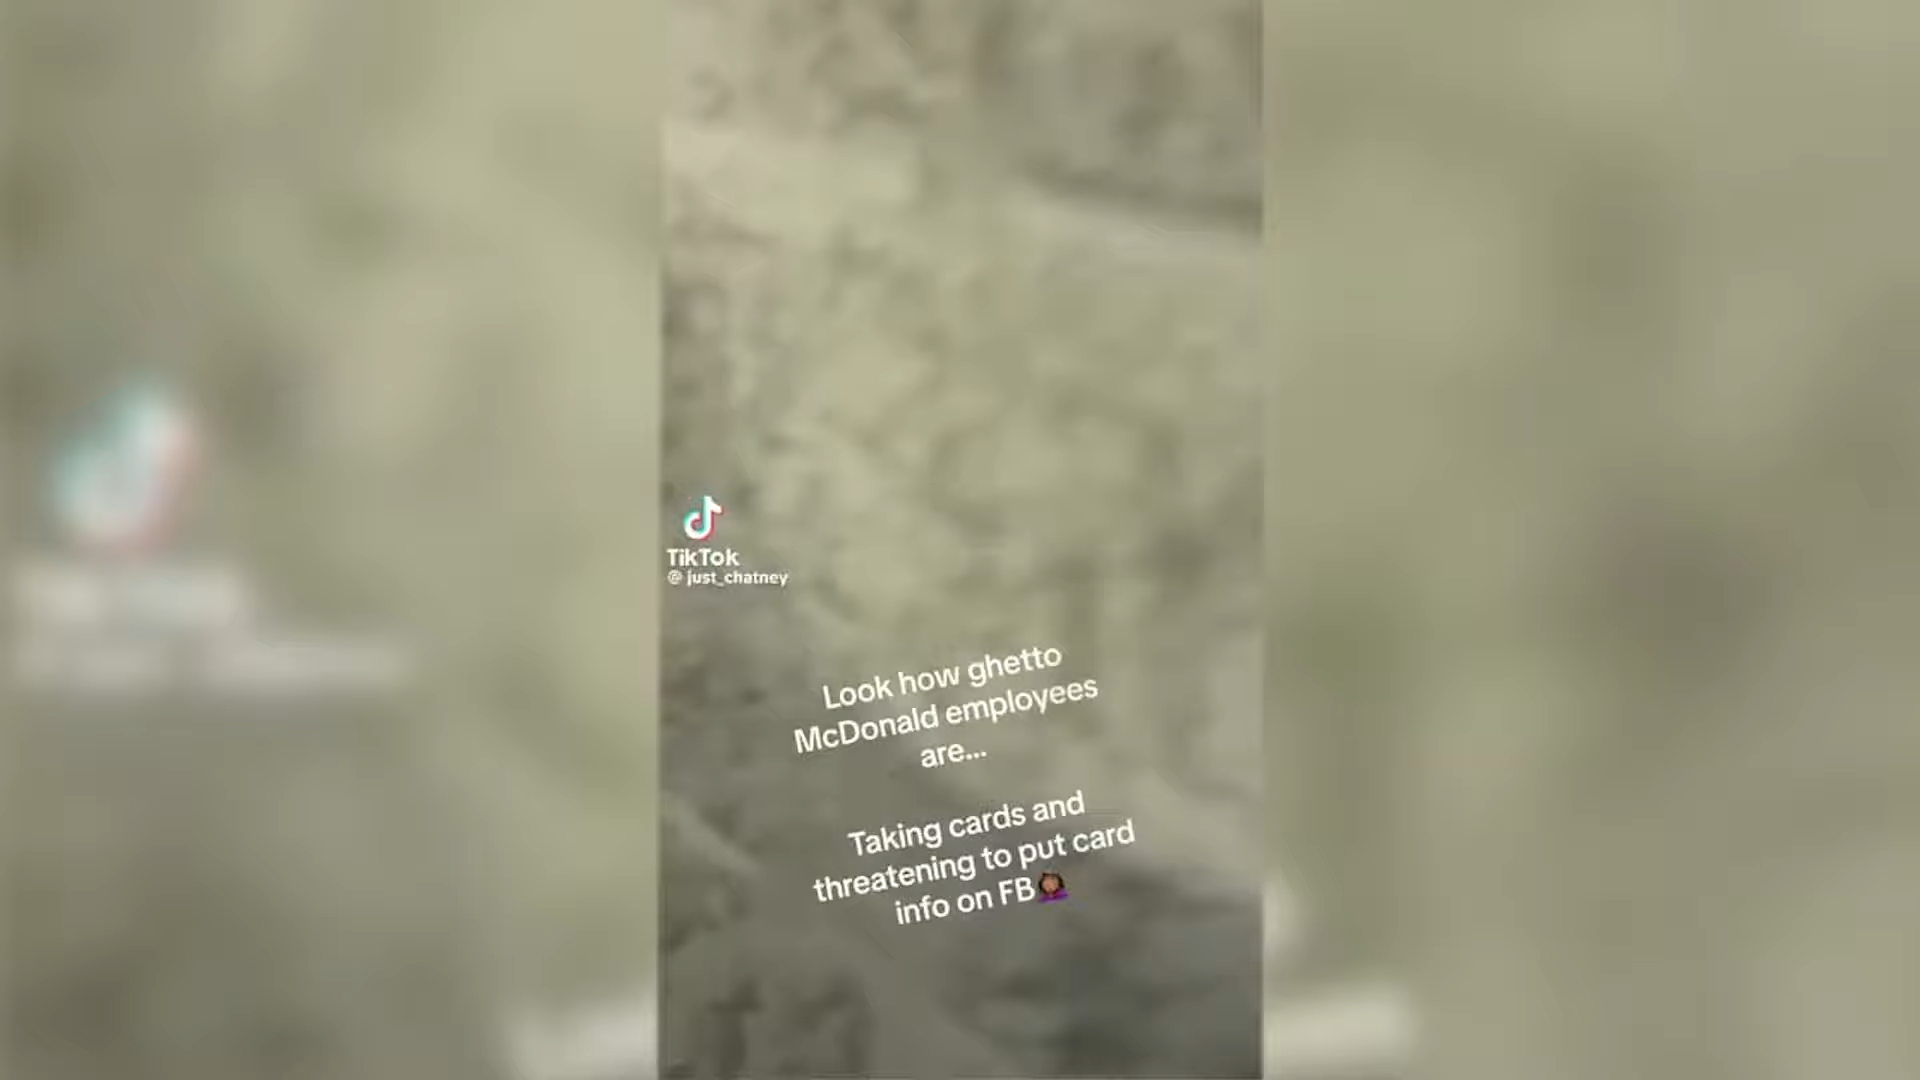 TikTok
@ just_chatney
Look how ghetto
McDonald employees
are...
Taking cards and
threatening to put card
info on FB🤦🏾‍♀️